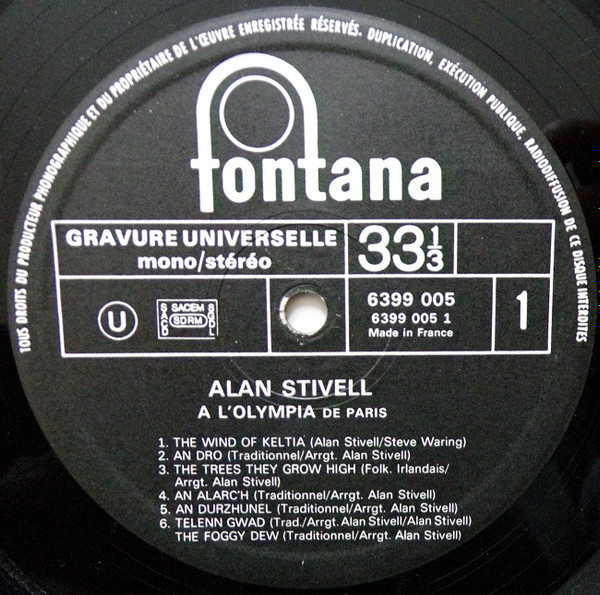 TOUS DROITS DU PRODUCTEUR PHONOGRAPHIQUE ET DU PROPRIÉTAIRE DE L'ŒUVRE ENREGISTRÉE RÉSERVÉS. DUPLICATION, EXÉCUTION PUBLIQUE, RADIODIFFUSION DE CE DISQUE INTERDITES
fontana
GRAVURE UNIVERSELLE
mono/stéréo
33 1/3
U
SACEM
SDRM
6399 005
6399 005 1
Made in France
1
ALAN STIVELL
A L'OLYMPIA DE PARIS
1. THE WIND OF KELTIA (Alan Stivell/Steve Waring)
2. AN DRO (Traditionnel/Arrgt. Alan Stivell)
3. THE TREES THEY GROW HIGH (Folk. Irlandais/
Arrgt. Alan Stivell)
4. AN ALARC'H (Traditionnel/Arrgt. Alan Stivell)
5. AN DURZHUNEL (Traditionnel/Arrgt. Alan Stivell)
6. TELENN GWAD (Trad./Arrgt. Alan Stivell/Alan Stivell)
THE FOGGY DEW (Traditionnel/Arrgt. Alan Stivell)